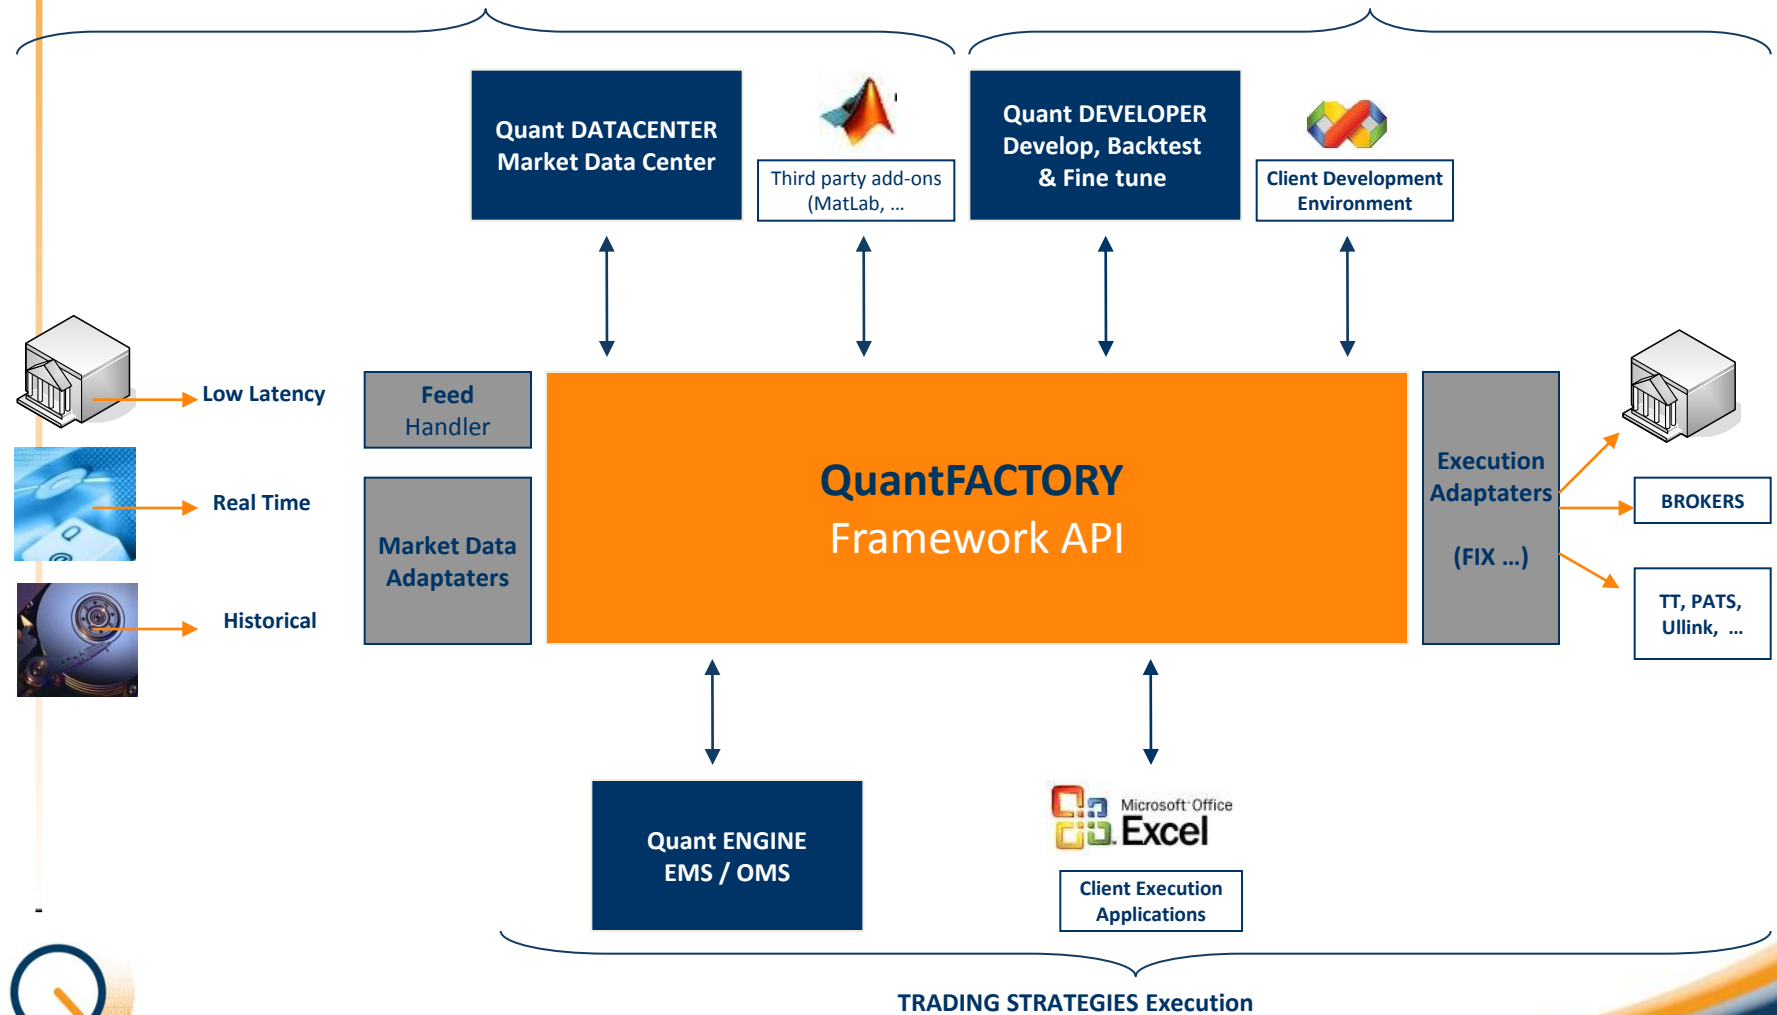 Quant DATACENTER
Market Data Center
Third party add-ons
(MatLab, ...
Quant DEVELOPER
Develop, Backtest
& Fine tune
Client Development
Environment
Low Latency
Real Time
Historical
Feed
Handler
Market Data
Adaptaters
QuantFACTORY
Framework API
Execution
Adaptaters
(FIX ...)
BROKERS
TT, PATS,
Ullink, ...
Quant ENGINE
EMS / OMS
Microsoft Office
Excel
Client Execution
Applications
-
TRADING STRATEGIES Execution